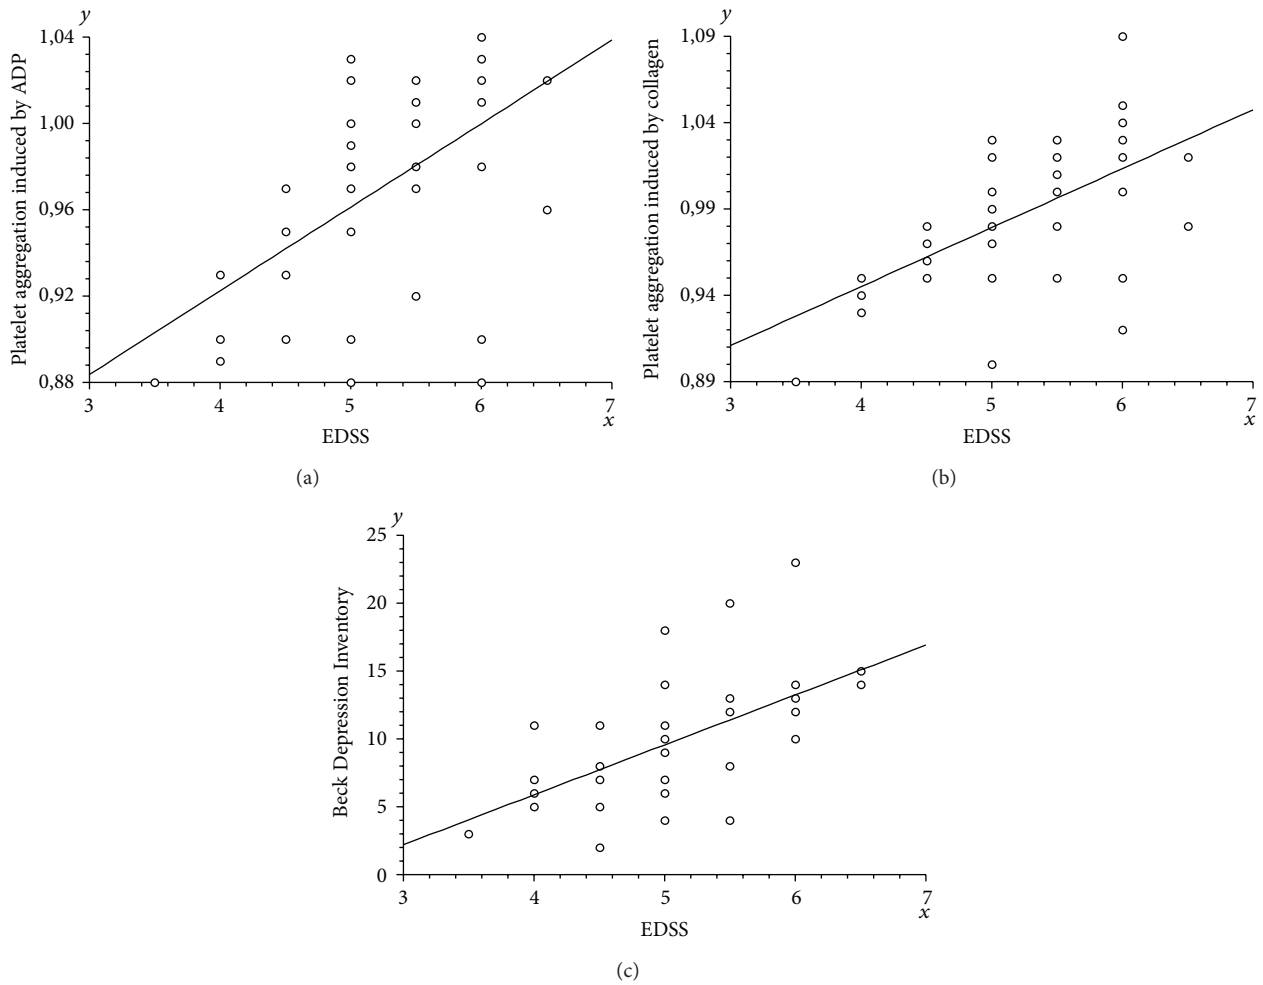 y
1,04
1,00
0,96
0,92
0,88
Platelet aggregation induced by ADP
3 4 5 6 7
x
EDSS
(a)
y
1,09
1,04
0,99
0,94
0,89
Platelet aggregation induced by collagen
3 4 5 6 7
x
EDSS
(b)
y
25
20
15
10
5
0
Beck Depression Inventory
3 4 5 6 7
x
EDSS
(c)